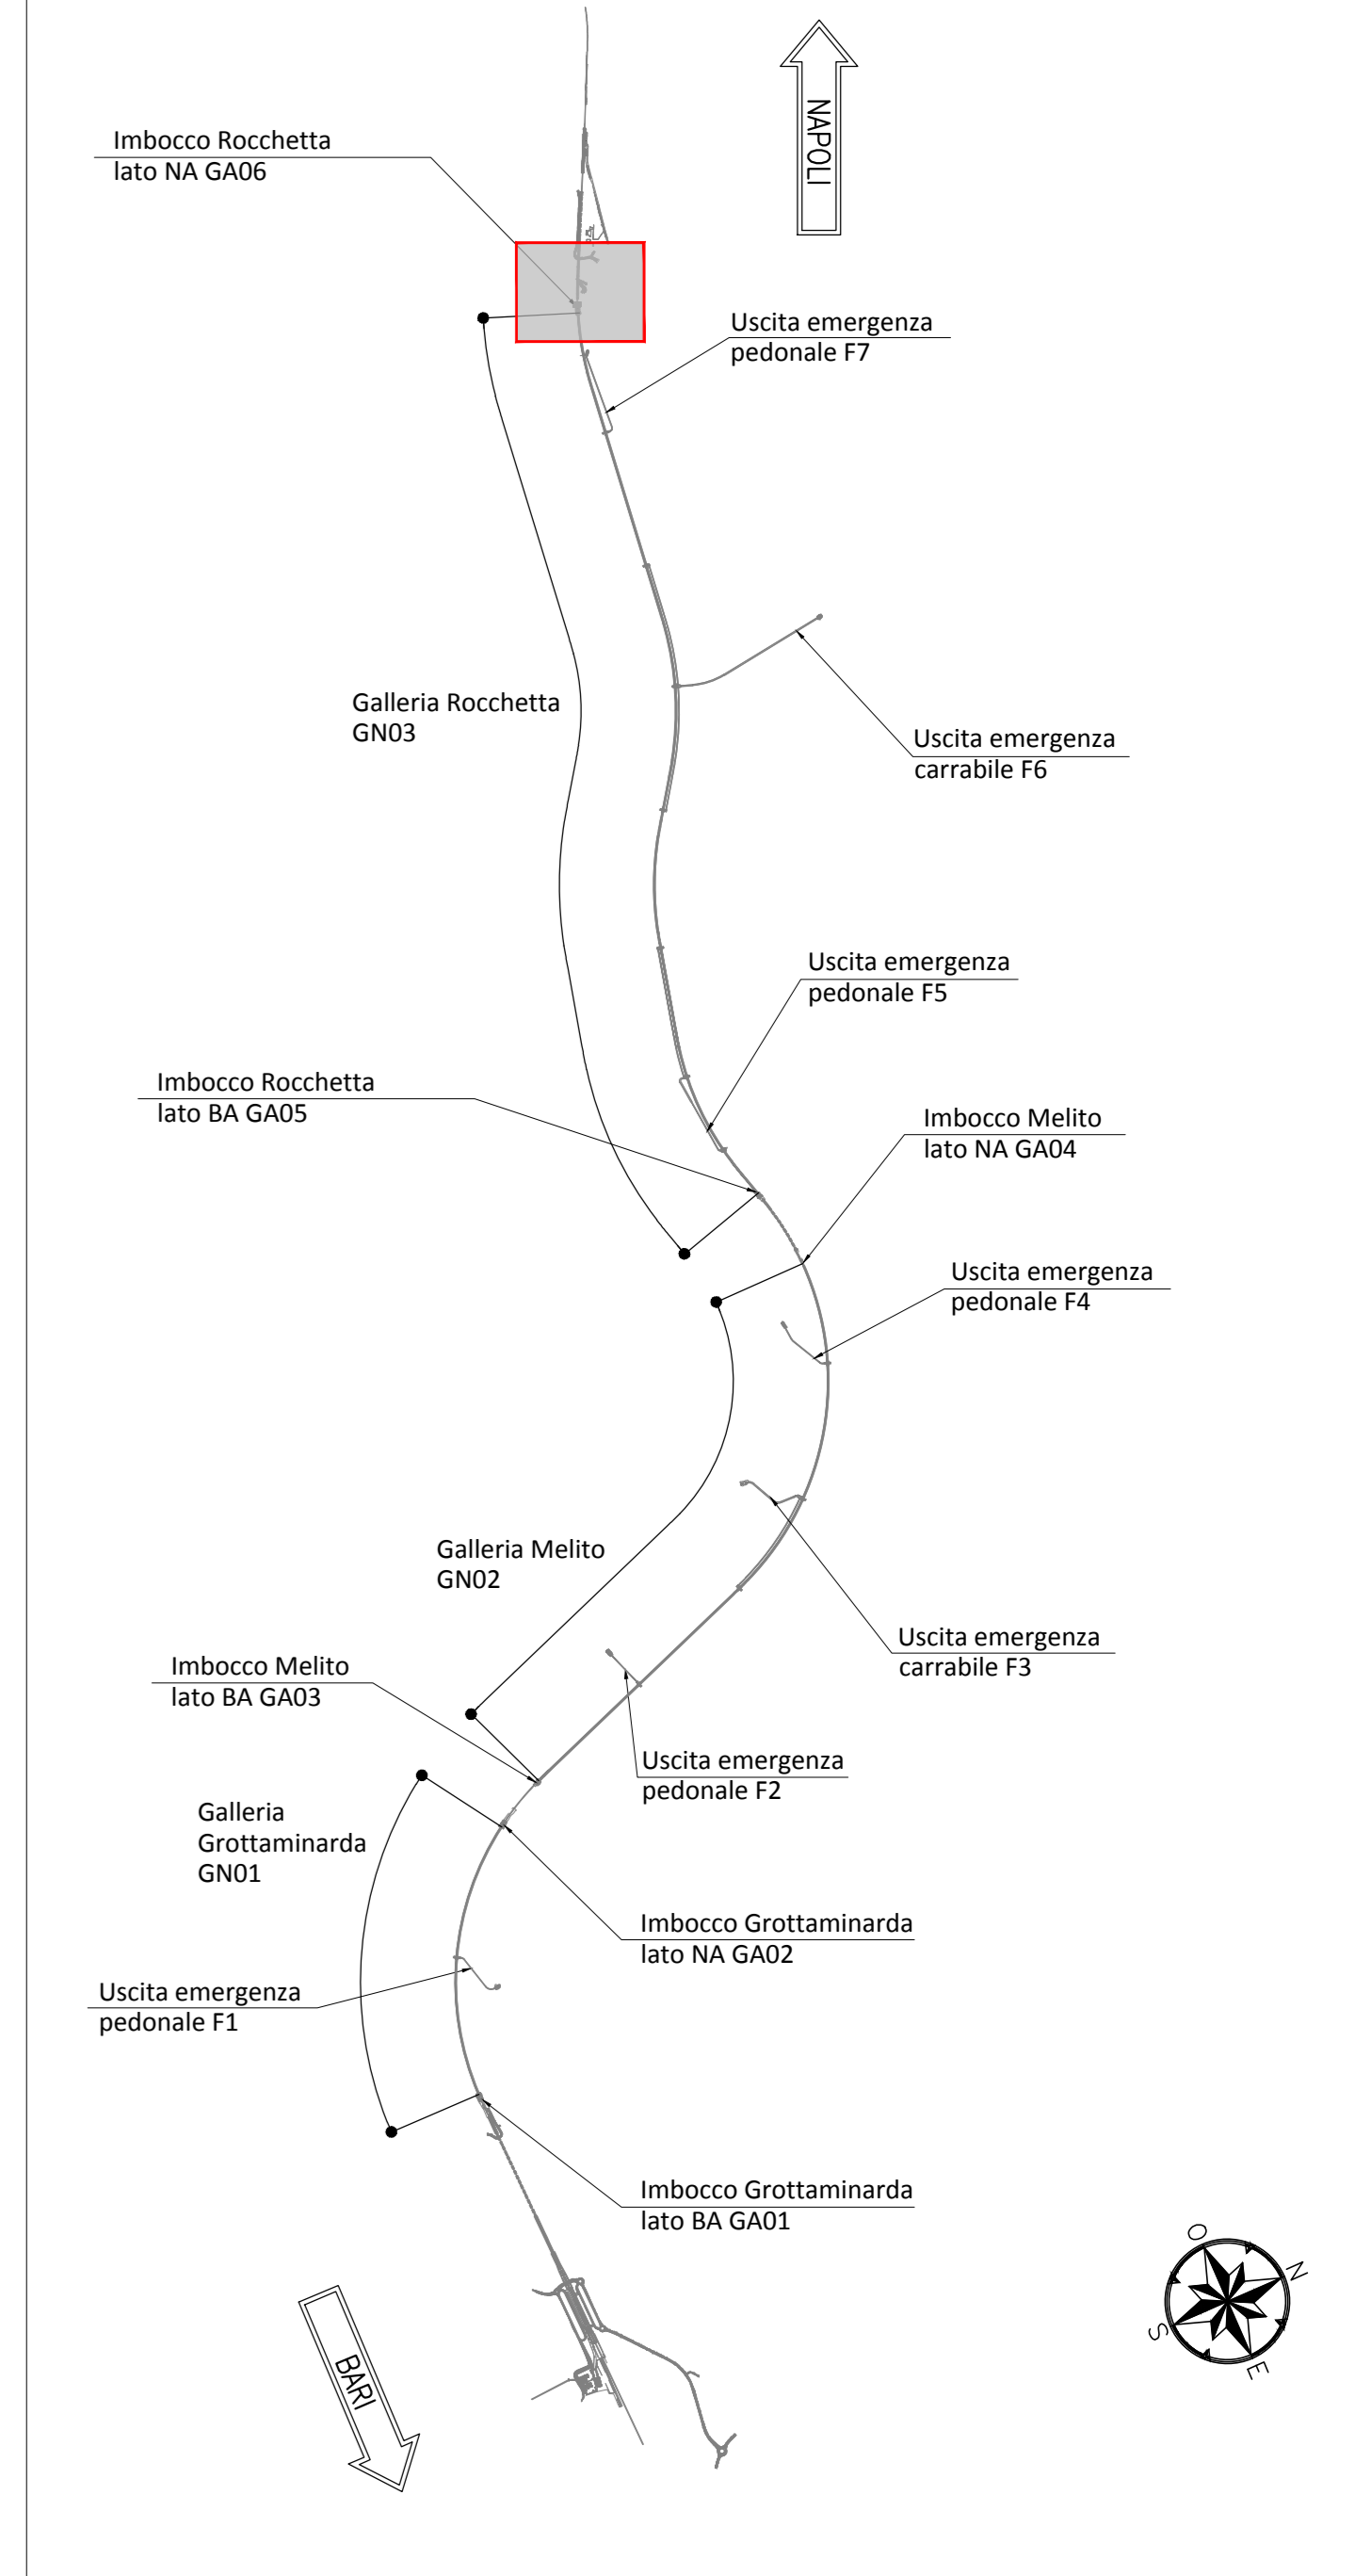 NAPOLI
Imbocco Rocchetta
lato NA GA06
Uscita emergenza
pedonale F7
Galleria Rocchetta
GN03
Uscita emergenza
carrabile F6
Uscita emergenza
pedonale F5
Imbocco Rocchetta
lato BA GA05
Imbocco Melito
lato NA GA04
Uscita emergenza
pedonale F4
Galleria Melito
GN02
Uscita emergenza
carrabile F3
Imbocco Melito
lato BA GA03
Uscita emergenza
pedonale F2
Galleria
Grottaminarda
GN01
Imbocco Grottaminarda
lato NA GA02
Uscita emergenza
pedonale F1
Imbocco Grottaminarda
lato BA GA01
O
N
S
E
BARI